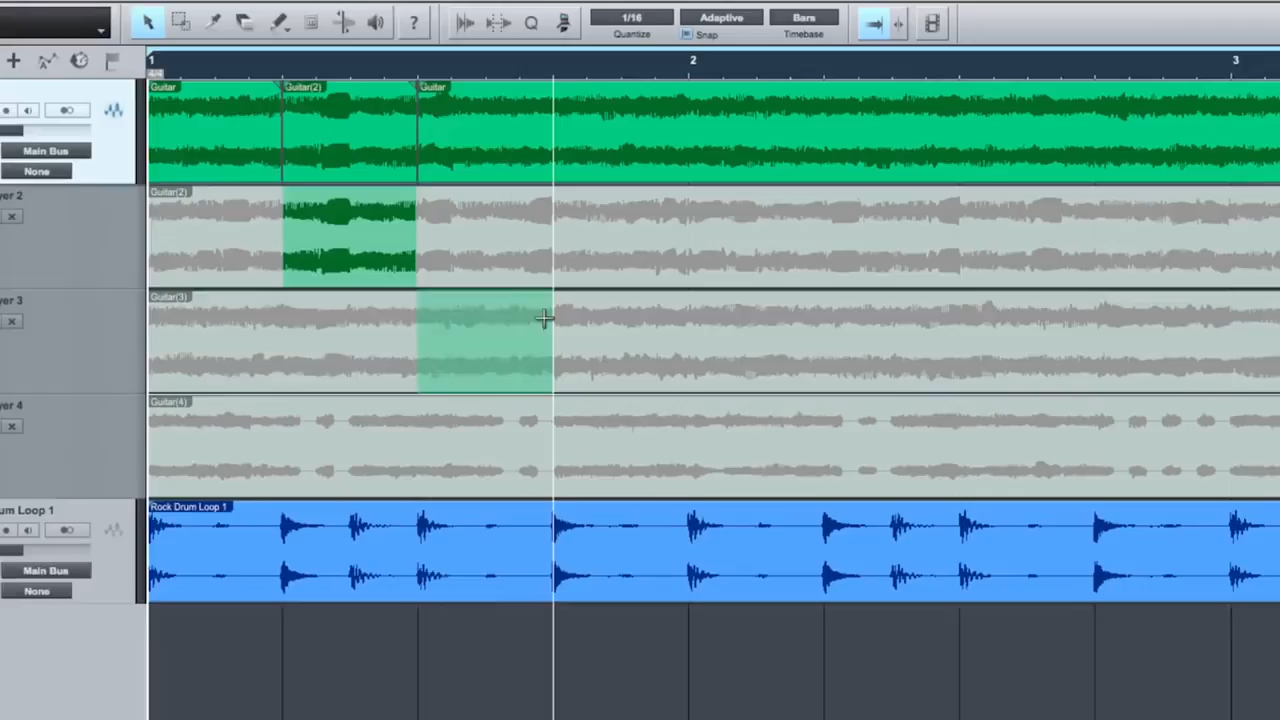 ?
1/16
Adaptive
Bars
Quantize
Snap
Timebase
1
2
3
4/4
Guitar
Guitar(2)
Guitar
Main Bus
None
yer 2
Guitar(2)
yer 3
Guitar(3)
yer 4
Guitar(4)
um Loop 1
Rock Drum Loop 1
Main Bus
None